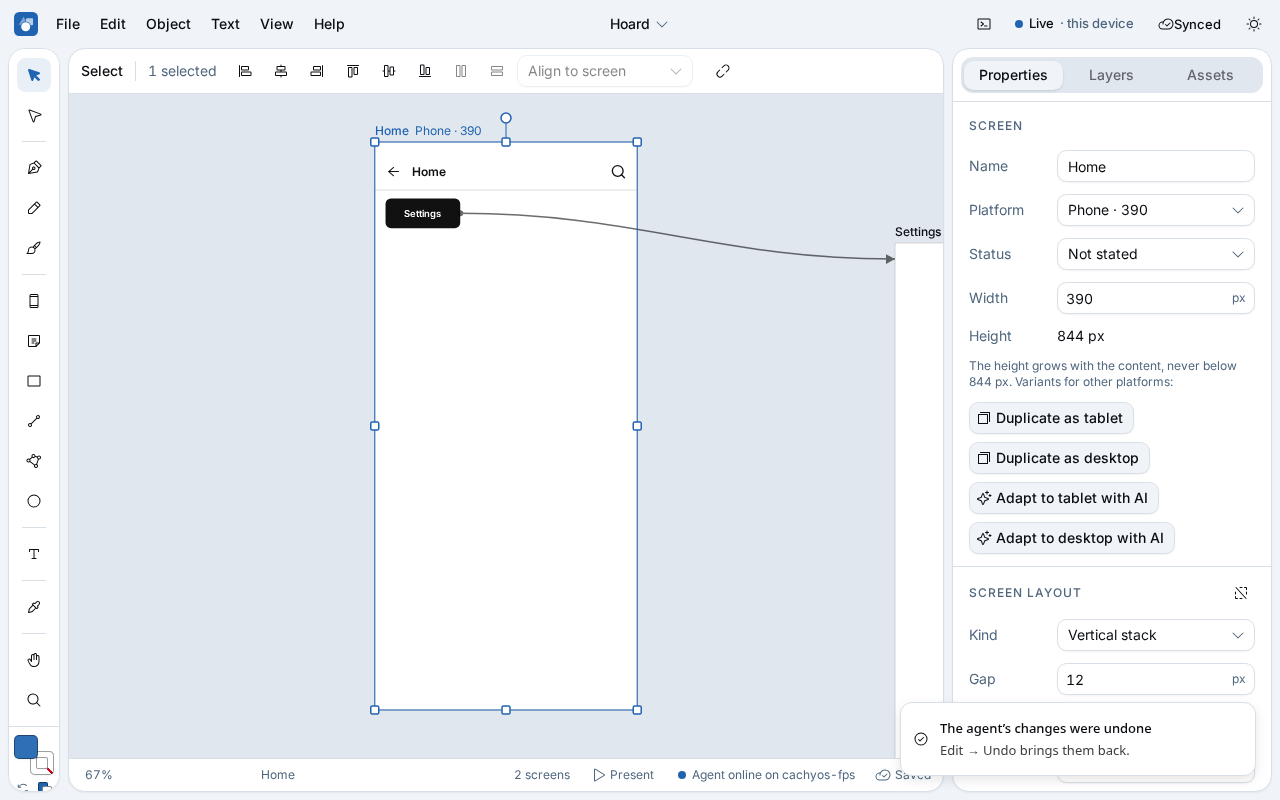 File Edit Object Text View Help
Hoard
Live · this device
Synced
Select
1 selected
Align to screen
Home Phone · 390
Home
Settings
Settings
67%
Home
2 screens
Present
Agent online on cachyos-fps
Saved
Properties
Layers
Assets
SCREEN
Name
Home
Platform
Phone · 390
Status
Not stated
Width
390
px
Height
844 px
The height grows with the content, never below
844 px. Variants for other platforms:
Duplicate as tablet
Duplicate as desktop
Adapt to tablet with AI
Adapt to desktop with AI
SCREEN LAYOUT
Kind
Vertical stack
Gap
12
px
The agent’s changes were undone
Edit → Undo brings them back.